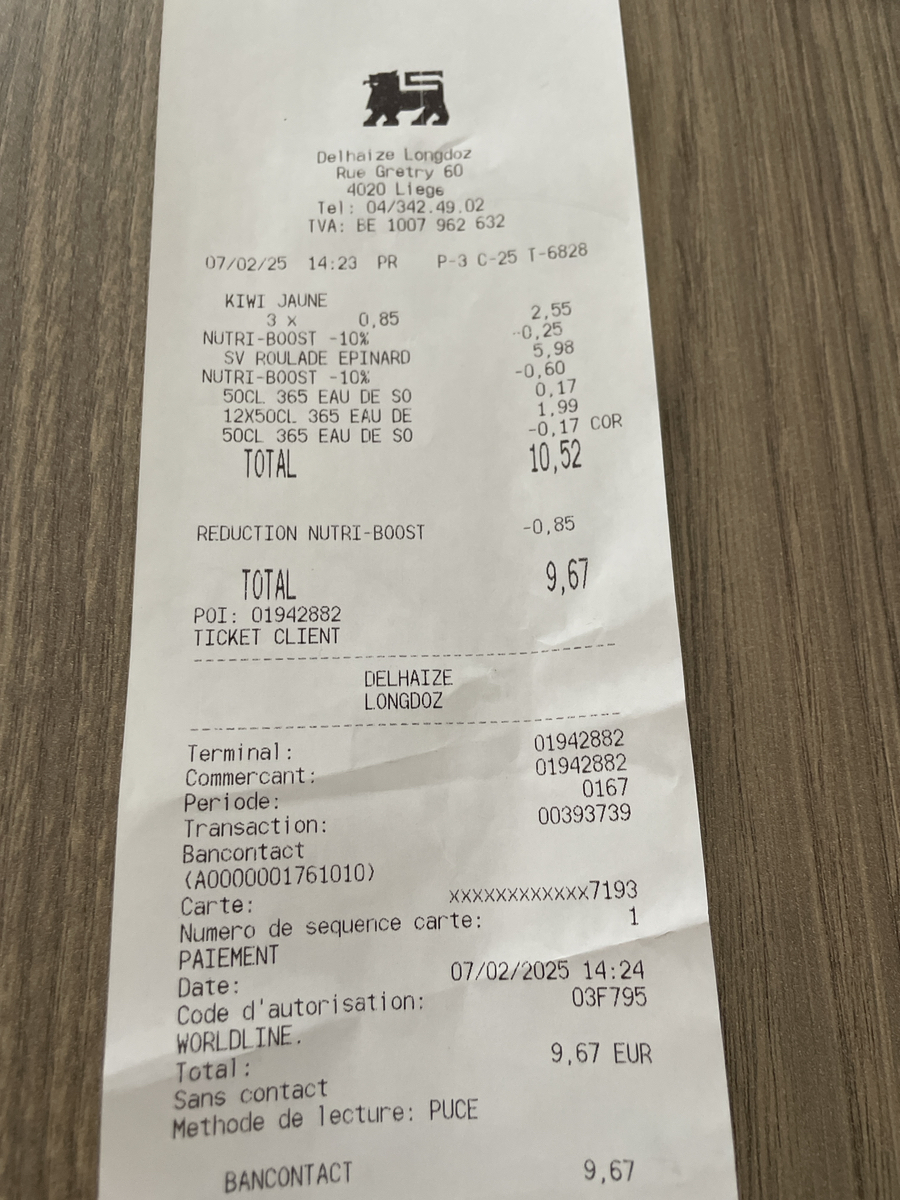 Delhaize Longdoz
Rue Gretry 60
4020 Liege
Tel: 04/342.49.02
TVA: BE 1007 962 632
07/02/25 14:23 PR P-3 C-25 T-6828
KIWI JAUNE 2,55
3 x 0,85
NUTRI-BOOST -10% -0,25
SV ROULADE EPINARD 5,98
NUTRI-BOOST -10% -0,60
50CL 365 EAU DE SO 0,17
12X50CL 365 EAU DE 1,99
50CL 365 EAU DE SO -0,17 COR
TOTAL 10,52
REDUCTION NUTRI-BOOST -0,85
TOTAL 9,67
POI: 01942882
TICKET CLIENT
DELHAIZE
LONGDOZ
Terminal: 01942882
Commercant: 01942882
Periode: 0167
Transaction: 00393739
Bancontact
(A0000001761010)
Carte: xxxxxxxxxxxx7193
Numero de sequence carte: 1
PAIEMENT
Date: 07/02/2025 14:24
Code d'autorisation: 03F795
WORLDLINE.
Total: 9,67 EUR
Sans contact
Methode de lecture: PUCE
BANCONTACT 9,67